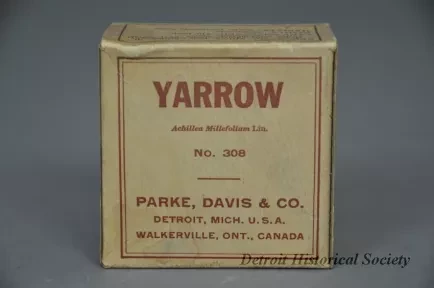 YARROW
Achillea Millefolium Lin.
No. 308
PARKE, DAVIS & CO.
DETROIT, MICH. U.S.A.
WALKERVILLE, ONT., CANADA
Detroit Historical Society